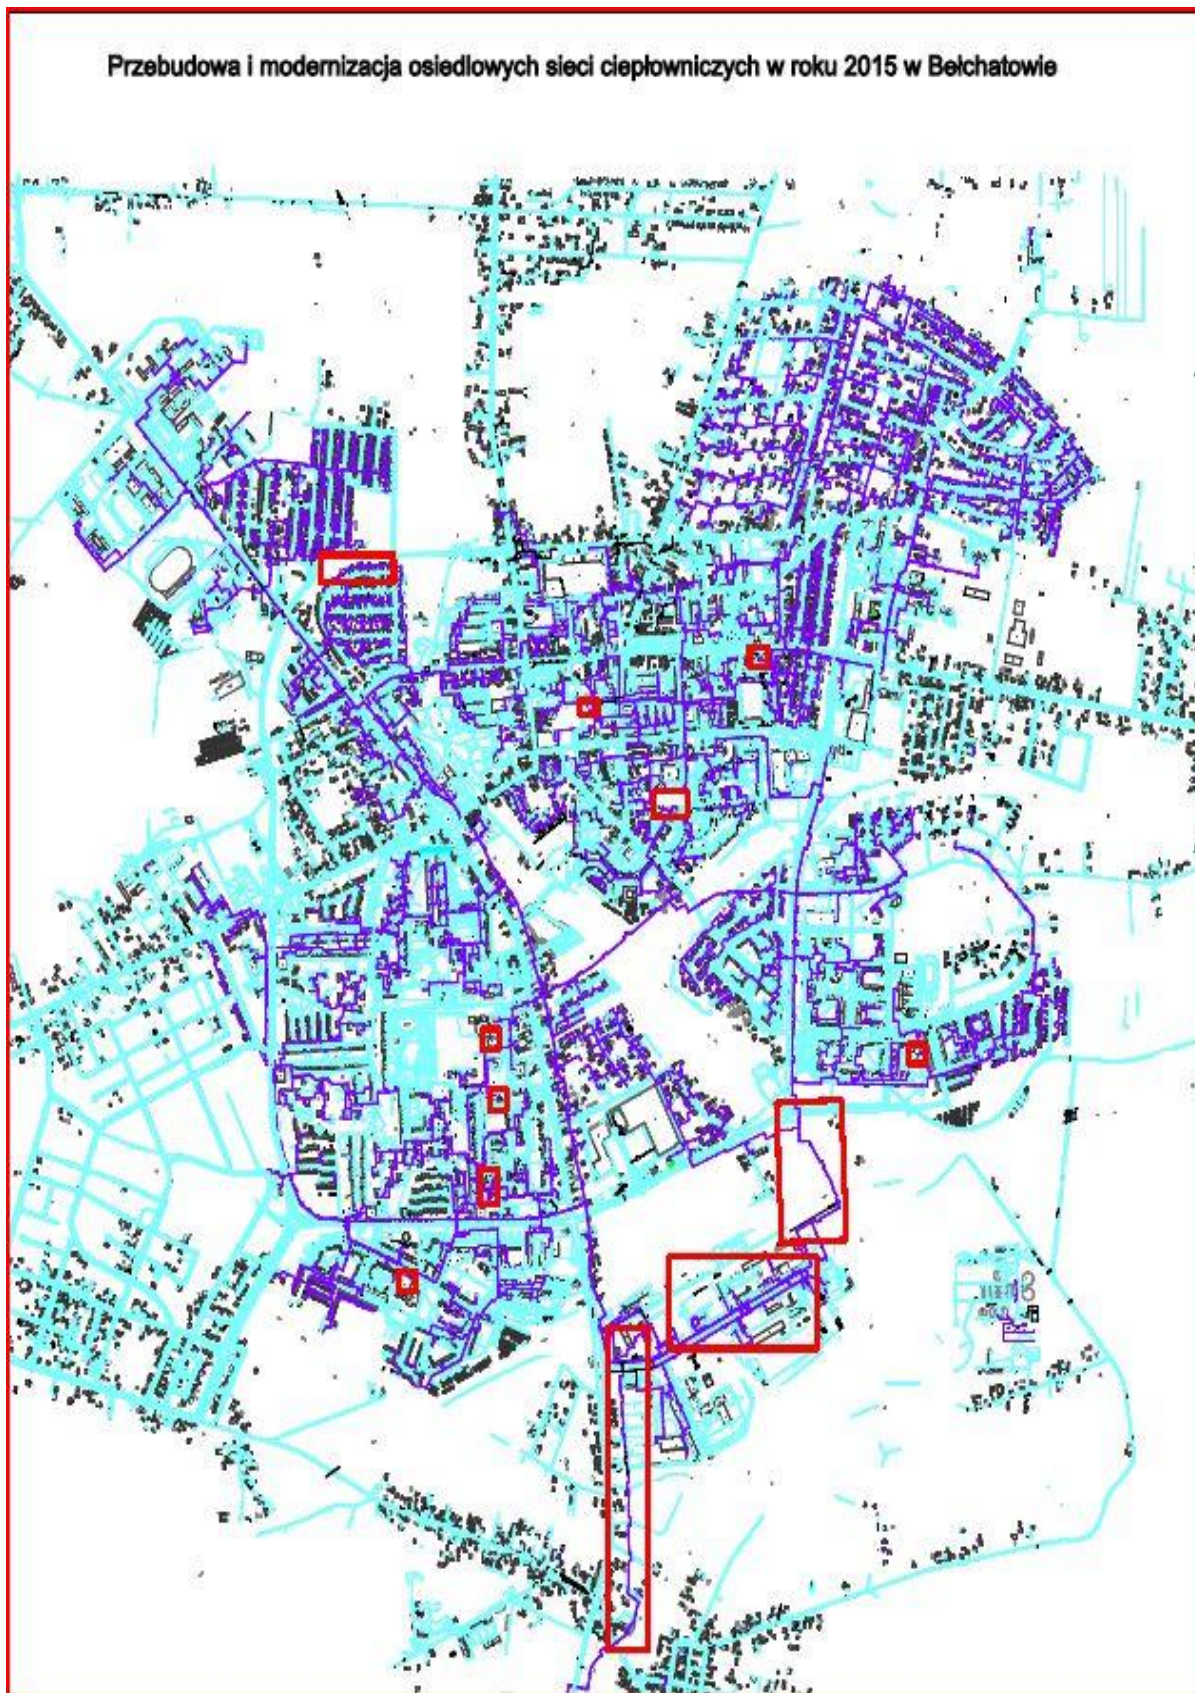 Przebudowa i modernizacja osiedlowych sieci ciepłowniczych w roku 2015 w Bełchatowie